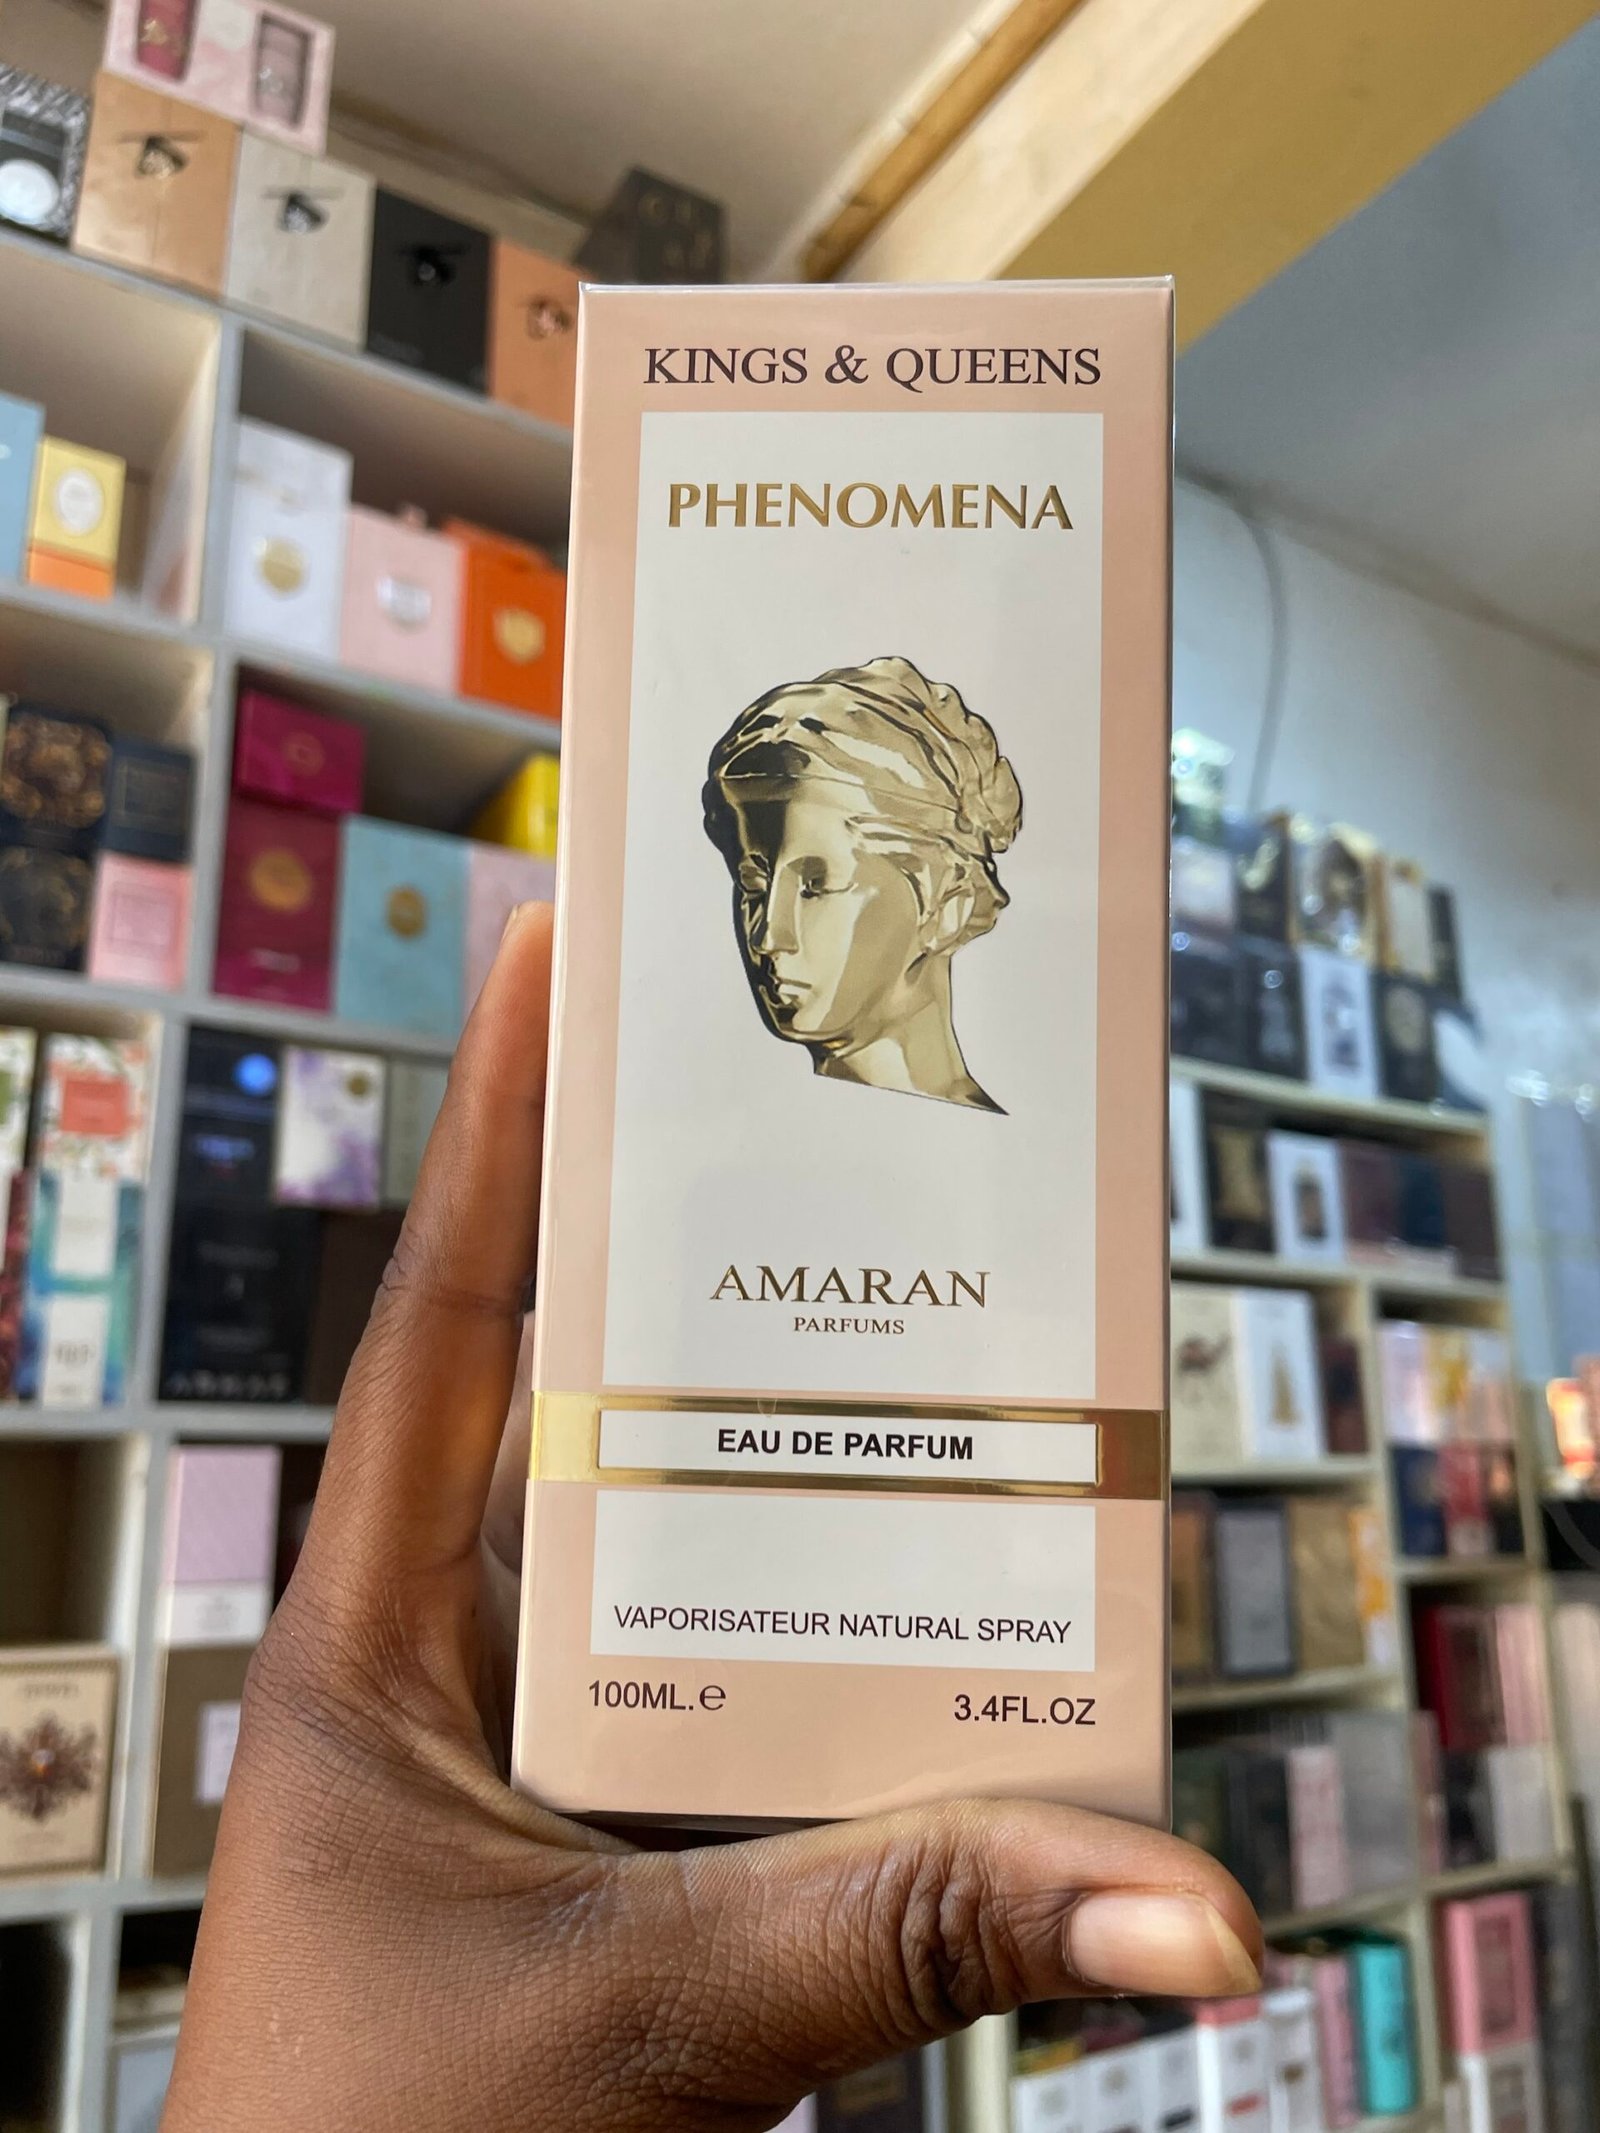 KINGS & QUEENS
PHENOMENA
AMARAN
PARFUMS
EAU DE PARFUM
VAPORISATEUR NATURAL SPRAY
100ML.e
3.4FL.OZ